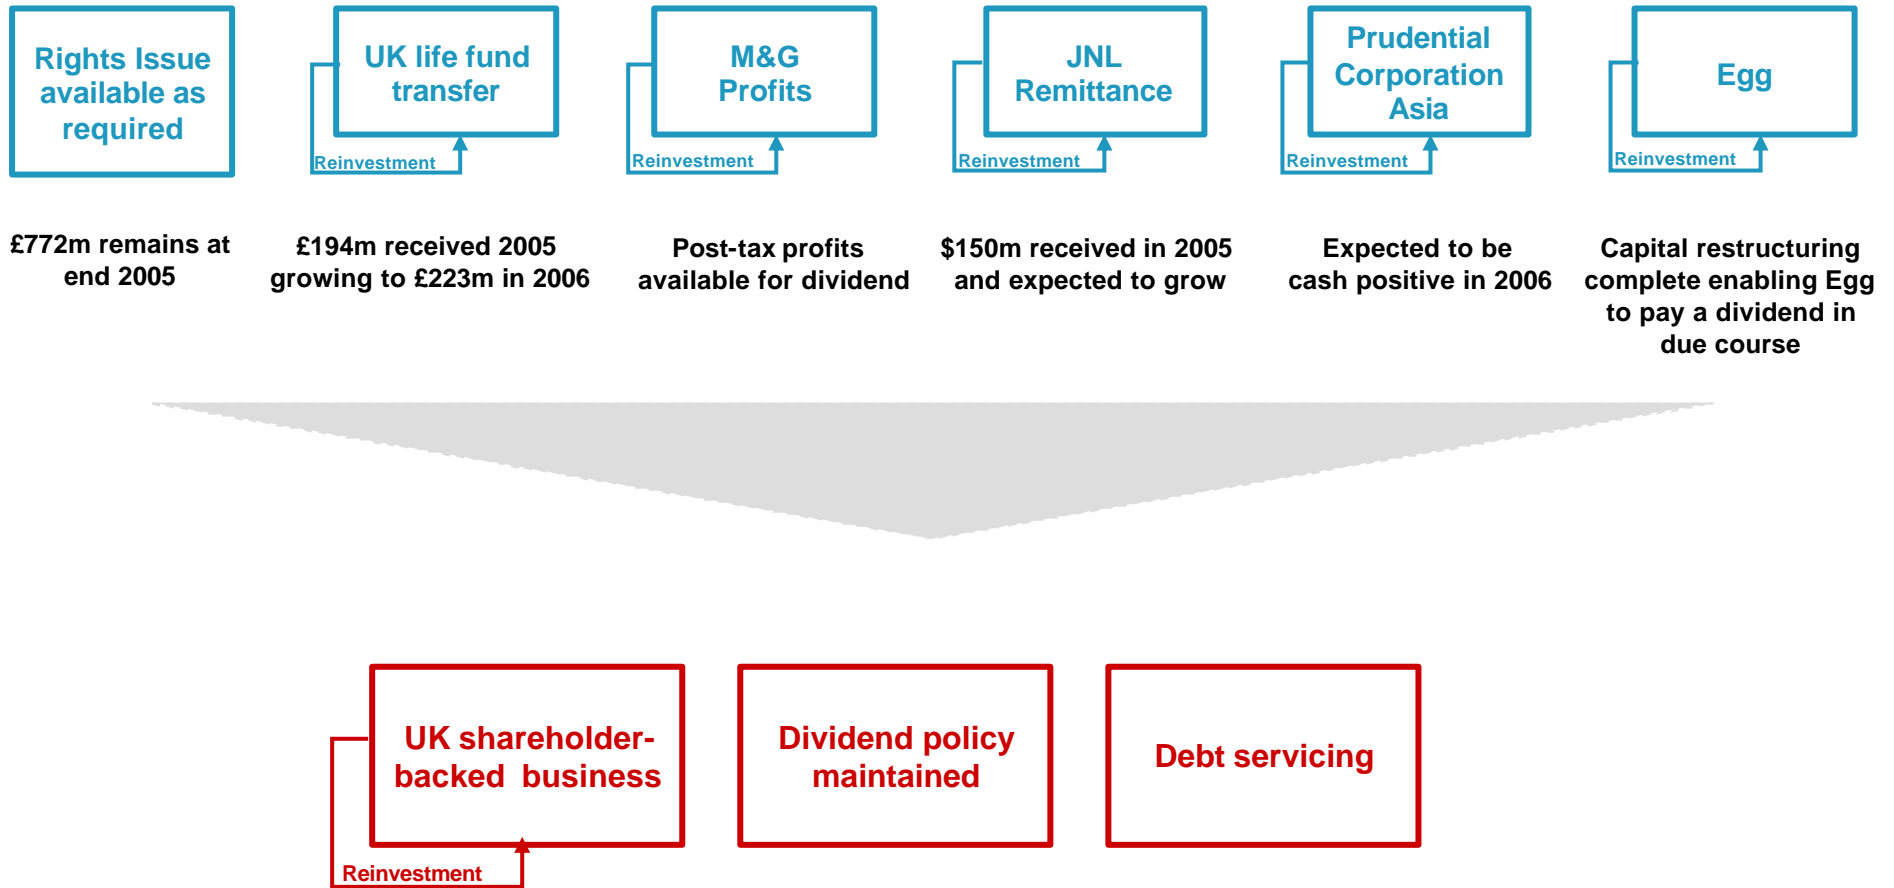 Rights Issue
available as
required
UK life fund
transfer
Reinvestment
M&G
Profits
Reinvestment
JNL
Remittance
Reinvestment
Prudential
Corporation
Asia
Reinvestment
Egg
Reinvestment
£772m remains at
end 2005
£194m received 2005
growing to £223m in 2006
Post-tax profits
available for dividend
$150m received in 2005
and expected to grow
Expected to be
cash positive in 2006
Capital restructuring
complete enabling Egg
to pay a dividend in
due course
UK shareholder-
backed business
Reinvestment
Dividend policy
maintained
Debt servicing